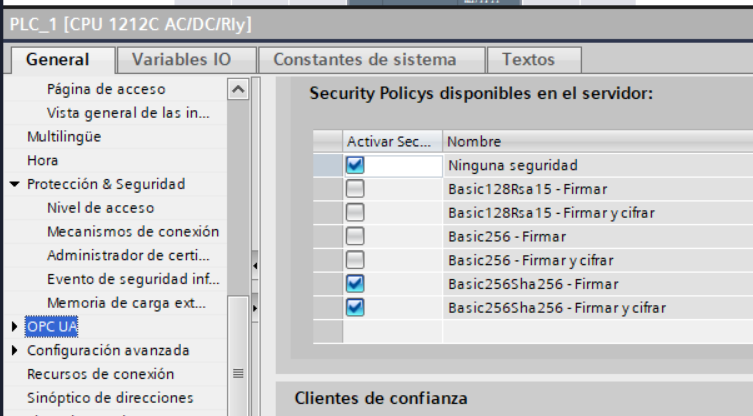 PLC_1 [CPU 1212C AC/DC/Rly]
General
Variables IO
Constantes de sistema
Textos
Página de acceso
Vista general de las in...
Multilingüe
Hora
Protección & Seguridad
Nivel de acceso
Mecanismos de conexión
Administrador de certi...
Evento de seguridad inf...
Memoria de carga ext...
OPC UA
Configuración avanzada
Recursos de conexión
Sinóptico de direcciones
Security Policys disponibles en el servidor:
Activar Sec... Nombre
Ninguna seguridad
Basic128Rsa15 - Firmar
Basic128Rsa15 - Firmar y cifrar
Basic256 - Firmar
Basic256 - Firmar y cifrar
Basic256Sha256 - Firmar
Basic256Sha256 - Firmar y cifrar
Clientes de confianza